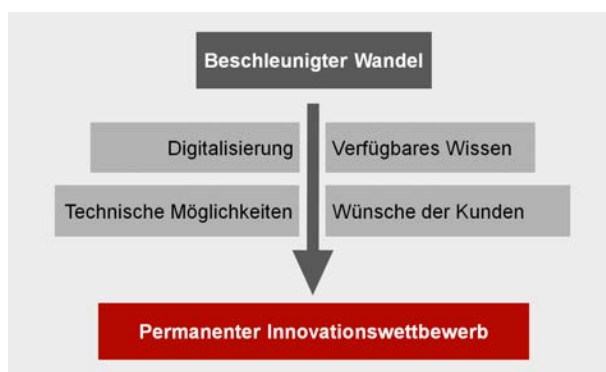 Beschleunigter Wandel
Digitalisierung
Verfügbares Wissen
Technische Möglichkeiten
Wünsche der Kunden
Permanenter Innovationswettbewerb